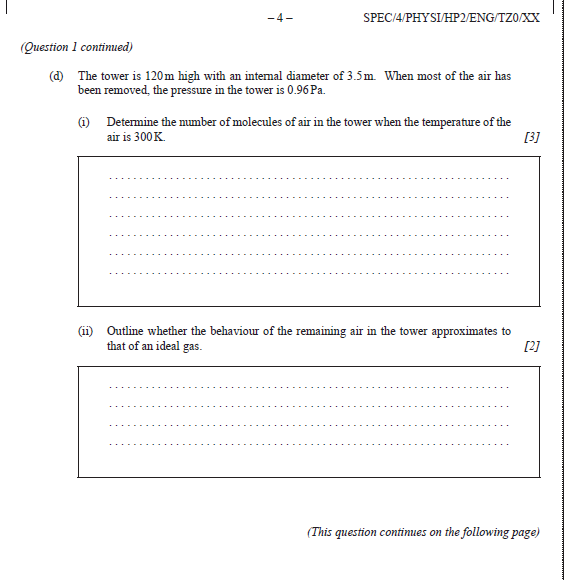 – 4 –
SPEC/4/PHYSI/HP2/ENG/TZ0/XX
(Question 1 continued)
(d) The tower is 120 m high with an internal diameter of 3.5 m. When most of the air has
been removed, the pressure in the tower is 0.96 Pa.
(i) Determine the number of molecules of air in the tower when the temperature of the
air is 300 K.
[3]
(ii) Outline whether the behaviour of the remaining air in the tower approximates to
that of an ideal gas.
[2]
(This question continues on the following page)